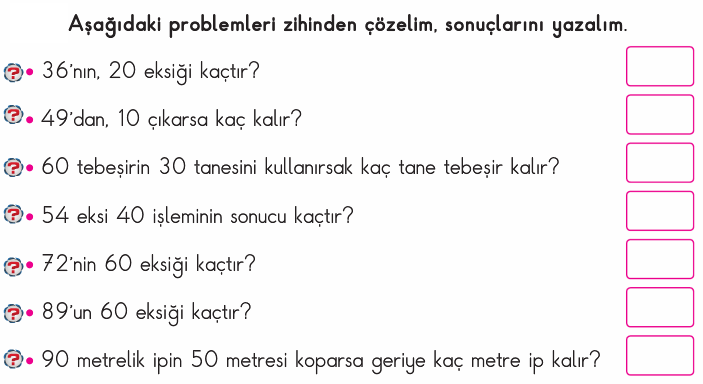 Aşağıdaki problemleri zihinden çözelim, sonuçlarını yazalım.
? • 36'nın, 20 eksiği kaçtır?
? • 49'dan, 10 çıkarsa kaç kalır?
? • 60 tebeşirin 30 tanesini kullanırsak kaç tane tebeşir kalır?
? • 54 eksi 40 işleminin sonucu kaçtır?
? • 72'nin 60 eksiği kaçtır?
? • 89'un 60 eksiği kaçtır?
? • 90 metrelik ipin 50 metresi koparsa geriye kaç metre ip kalır?